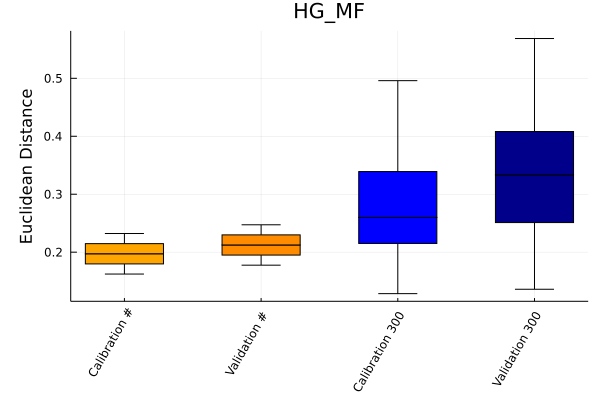 HG_MF
Euclidean Distance
0.5
0.4
0.3
0.2
Calibration #
Validation #
Calibration 300
Validation 300